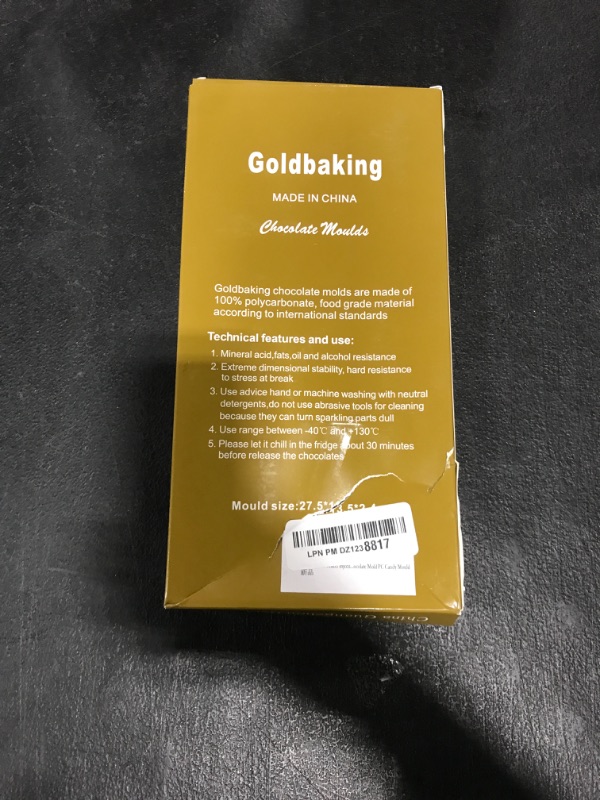 Goldbaking
MADE IN CHINA
Chocolate Moulds
Goldbaking chocolate molds are made of
100% polycarbonate, food grade material
according to international standards
Technical features and use:
1. Mineral acid,fats,oil and alcohol resistance
2. Extreme dimensional stability, hard resistance
to stress at break
3. Use advice hand or machine washing with neutral
detergents,do not use abrasive tools for cleaning
because they can turn sparkling parts dull
4. Use range between -40℃ and +130℃
5. Please let it chill in the fridge about 30 minutes
before release the chocolates
Mould size:27.5*
LPN PM DZ1238817
Mold
Candy Mould
China